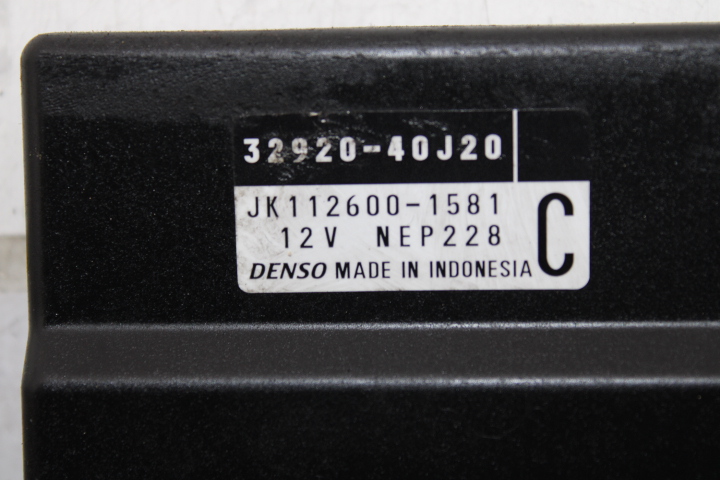 32920-40J20
JK112600-1581
12V NEP228
C
DENSO MADE IN INDONESIA